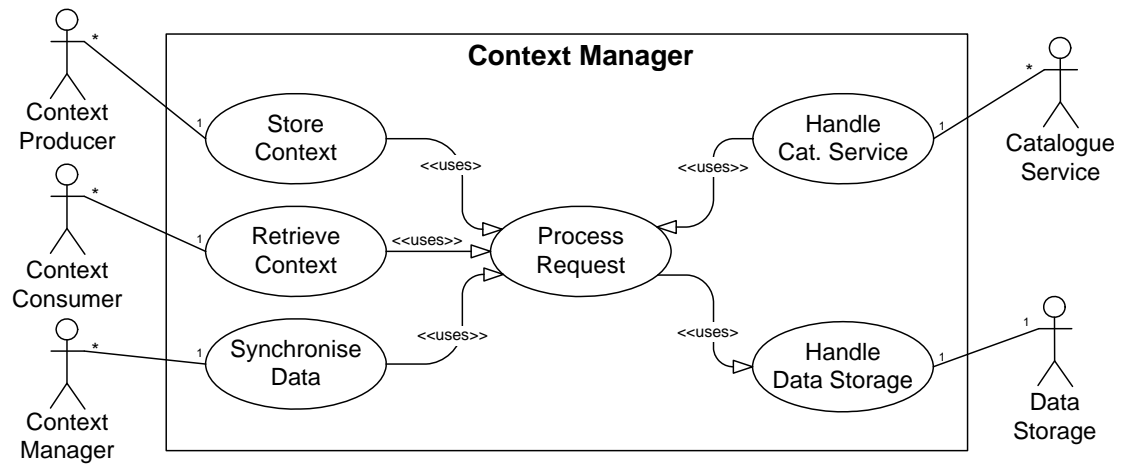 Context Manager
*
1
Context
Producer
Store
Context
<<uses>
Handle
Cat. Service
<<uses>>
1
*
Catalogue
Service
*
1
Context
Consumer
Retrieve
Context
<<uses>>
Process
Request
*
1
Context
Manager
Synchronise
Data
<<uses>>
<<uses>
Handle
Data Storage
1
1
Data
Storage